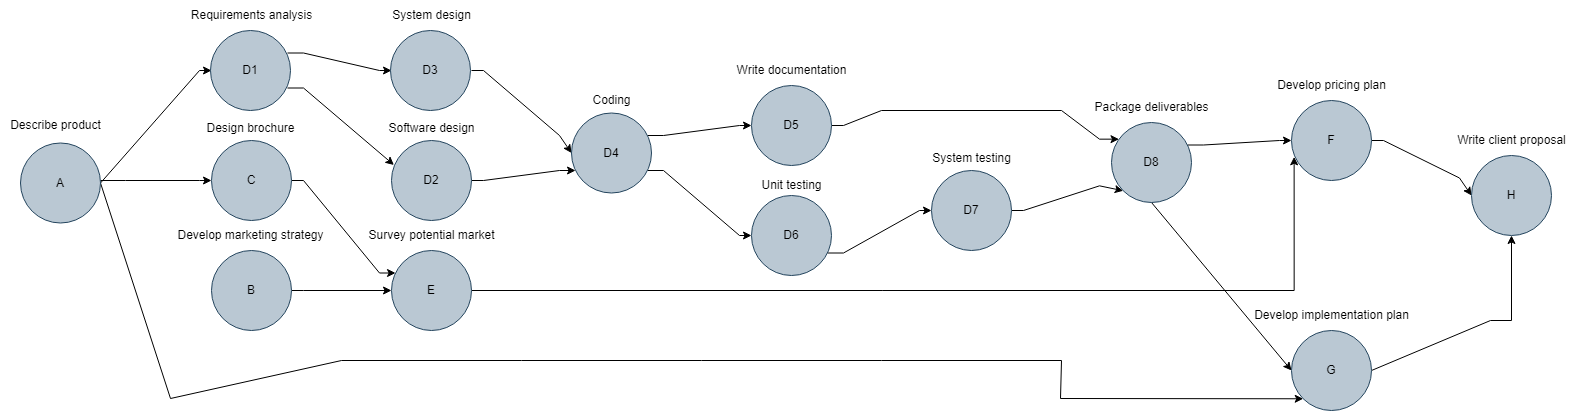 Requirements analysis
System design
D1
D3
Write documentation
Develop pricing plan
Coding
Package deliverables
Describe product
Design brochure
Software design
D5
F
Write client proposal
D4
System testing
D8
A
C
D2
Unit testing
H
D7
Develop marketing strategy
Survey potential market
D6
B
E
Develop implementation plan
G